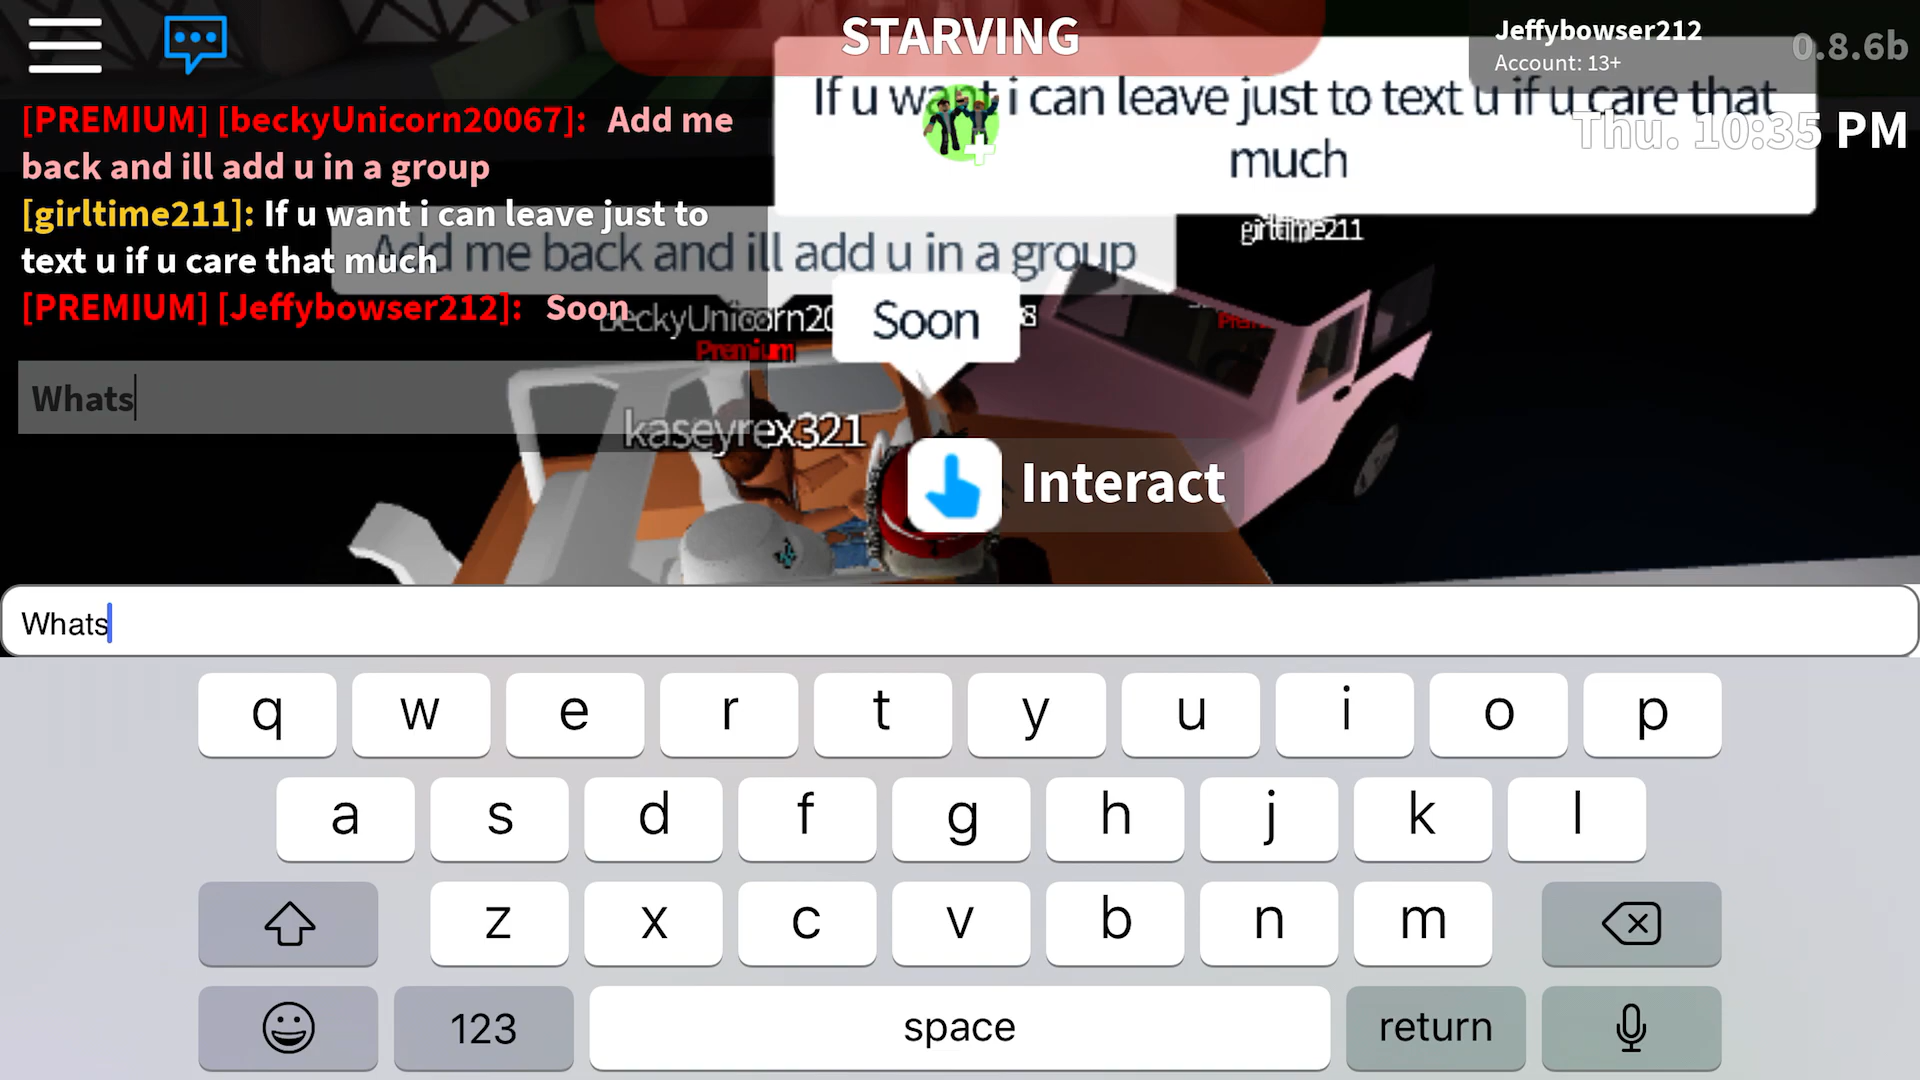 STARVING
Jeffybowser212
Account: 13+
0.8.6b
Thu. 10:35 PM
If u want i can leave just to text u if u care that
much
[PREMIUM] [beckyUnicorn20067]: Add me
back and ill add u in a group
[girltime211]: If u want i can leave just to
text u if u care that much
[PREMIUM] [Jeffybowser212]: Soon
Add me back and ill add u in a group
girltime211
Premium
Soon
Whats
kaseyrex321
Interact
Whats
q w e r t y u i o p
a s d f g h j k l
z x c v b n m
123 space return